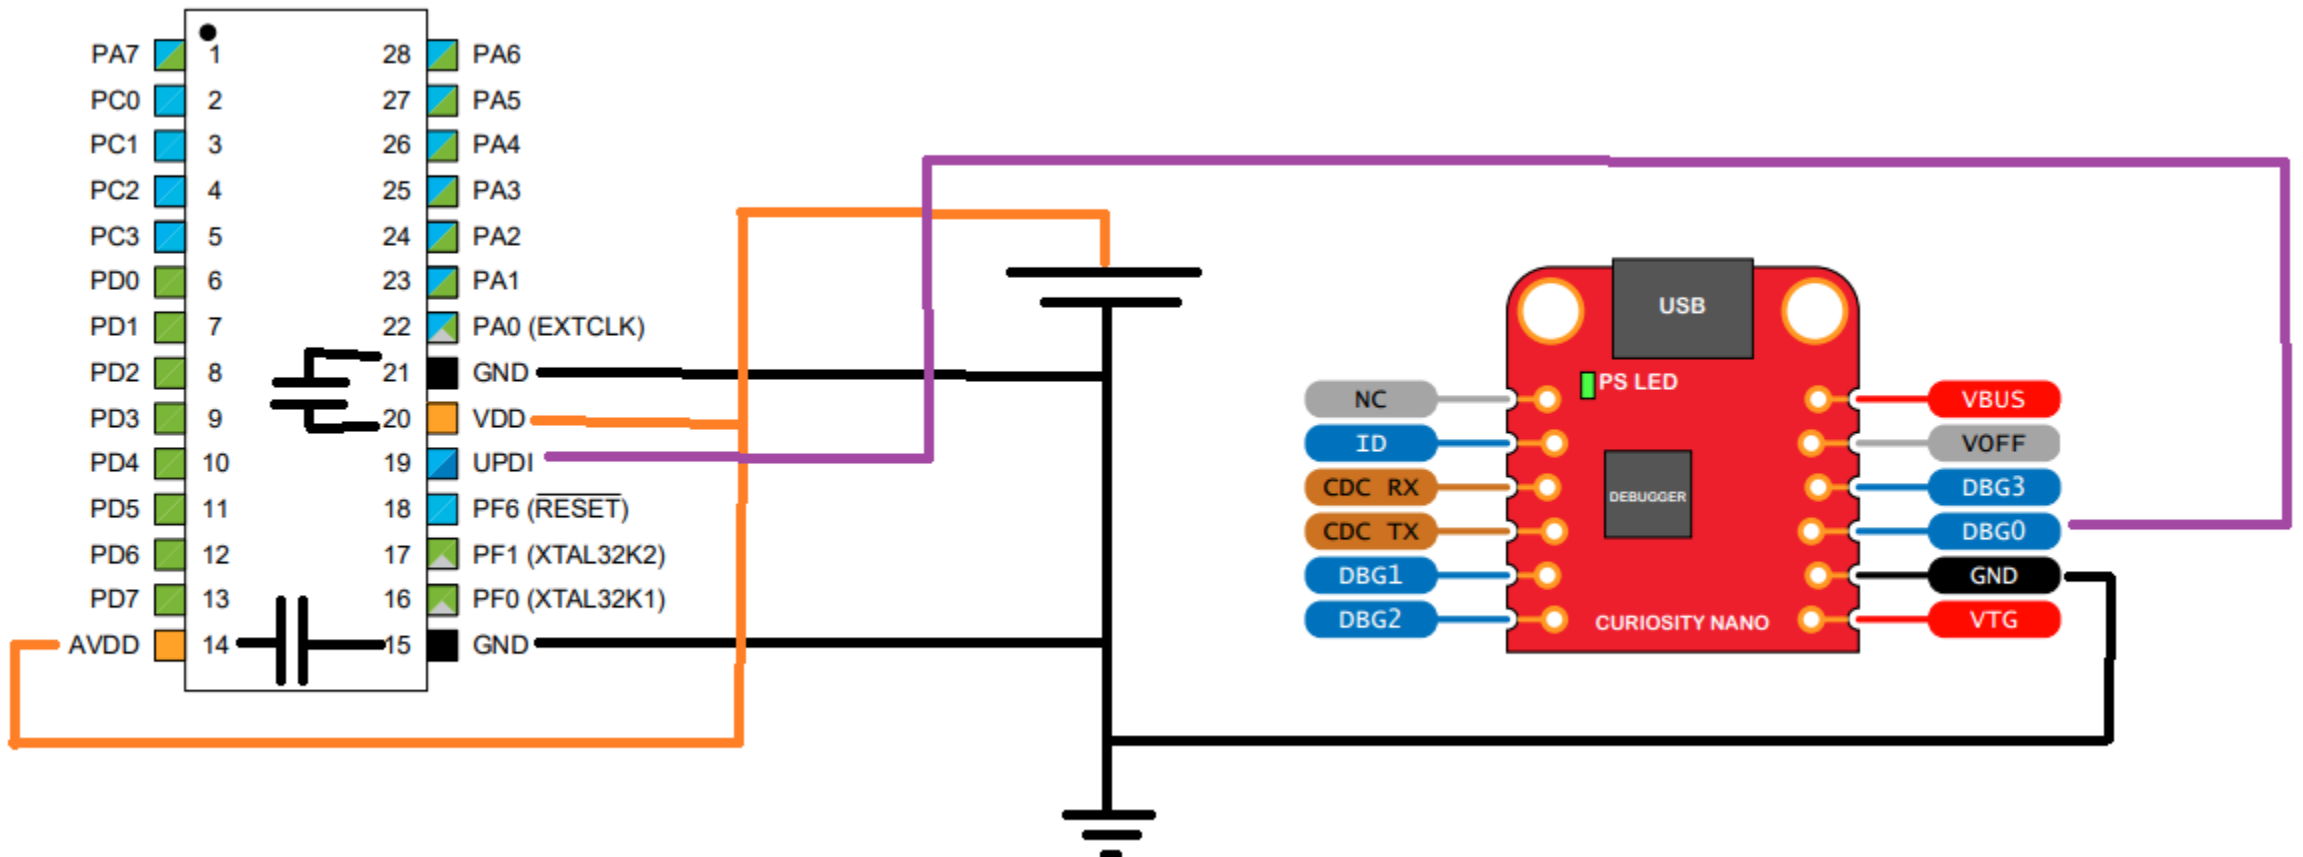 PA7 1 28 PA6
PC0 2 27 PA5
PC1 3 26 PA4
PC2 4 25 PA3
PC3 5 24 PA2
PD0 6 23 PA1
PD1 7 22 PA0 (EXTCLK)
PD2 8 21 GND
PD3 9 20 VDD
PD4 10 19 UPDI
PD5 11 18 PF6 (RESET)
PD6 12 17 PF1 (XTAL32K2)
PD7 13 16 PF0 (XTAL32K1)
AVDD 14 15 GND
USB
PS LED
NC VBUS
ID VOFF
CDC RX DBG3
DEBUGGER
CDC TX DBG0
DBG1 GND
DBG2 CURIOSITY NANO VTG